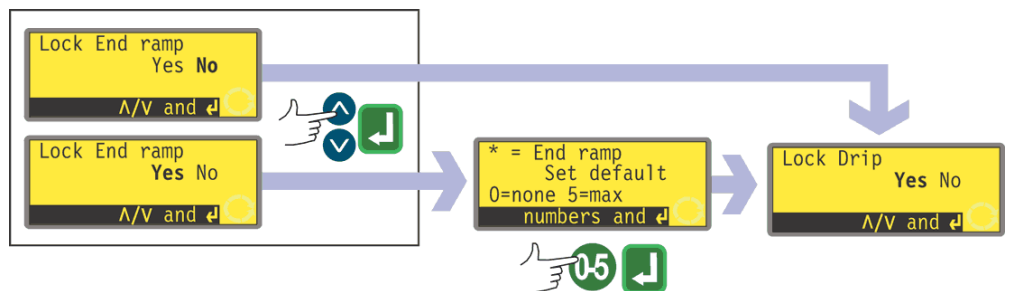 Lock End ramp
Yes No
∧/∨ and ↲
Lock End ramp
Yes No
∧/∨ and ↲
* = End ramp
Set default
0=none 5=max
numbers and ↲
0-5
Lock Drip
Yes No
∧/∨ and ↲